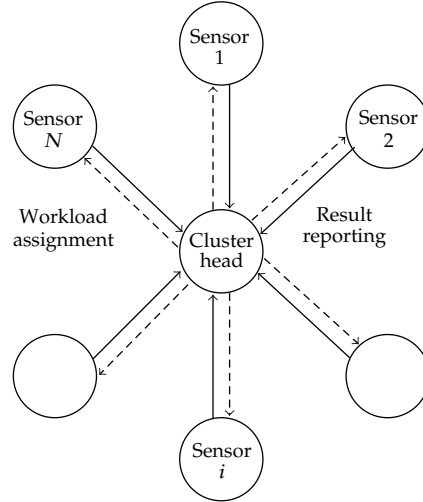 Sensor
1
Sensor
N
Sensor
2
Workload
assignment
Result
reporting
Cluster
head
Sensor
i